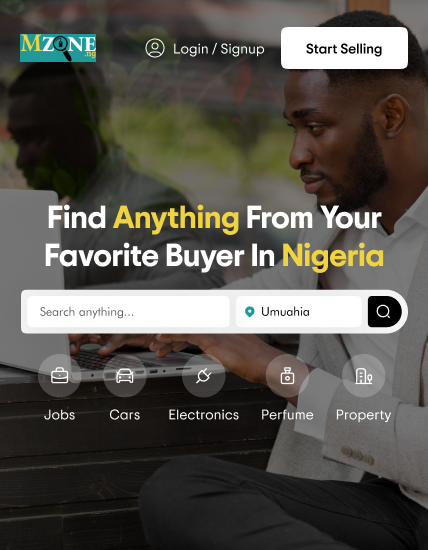 MZONE
.ng
Login / Signup
Start Selling
Find Anything From Your
Favorite Buyer In Nigeria
Search anything...
Umuahia
Jobs
Cars
Electronics
Perfume
Property